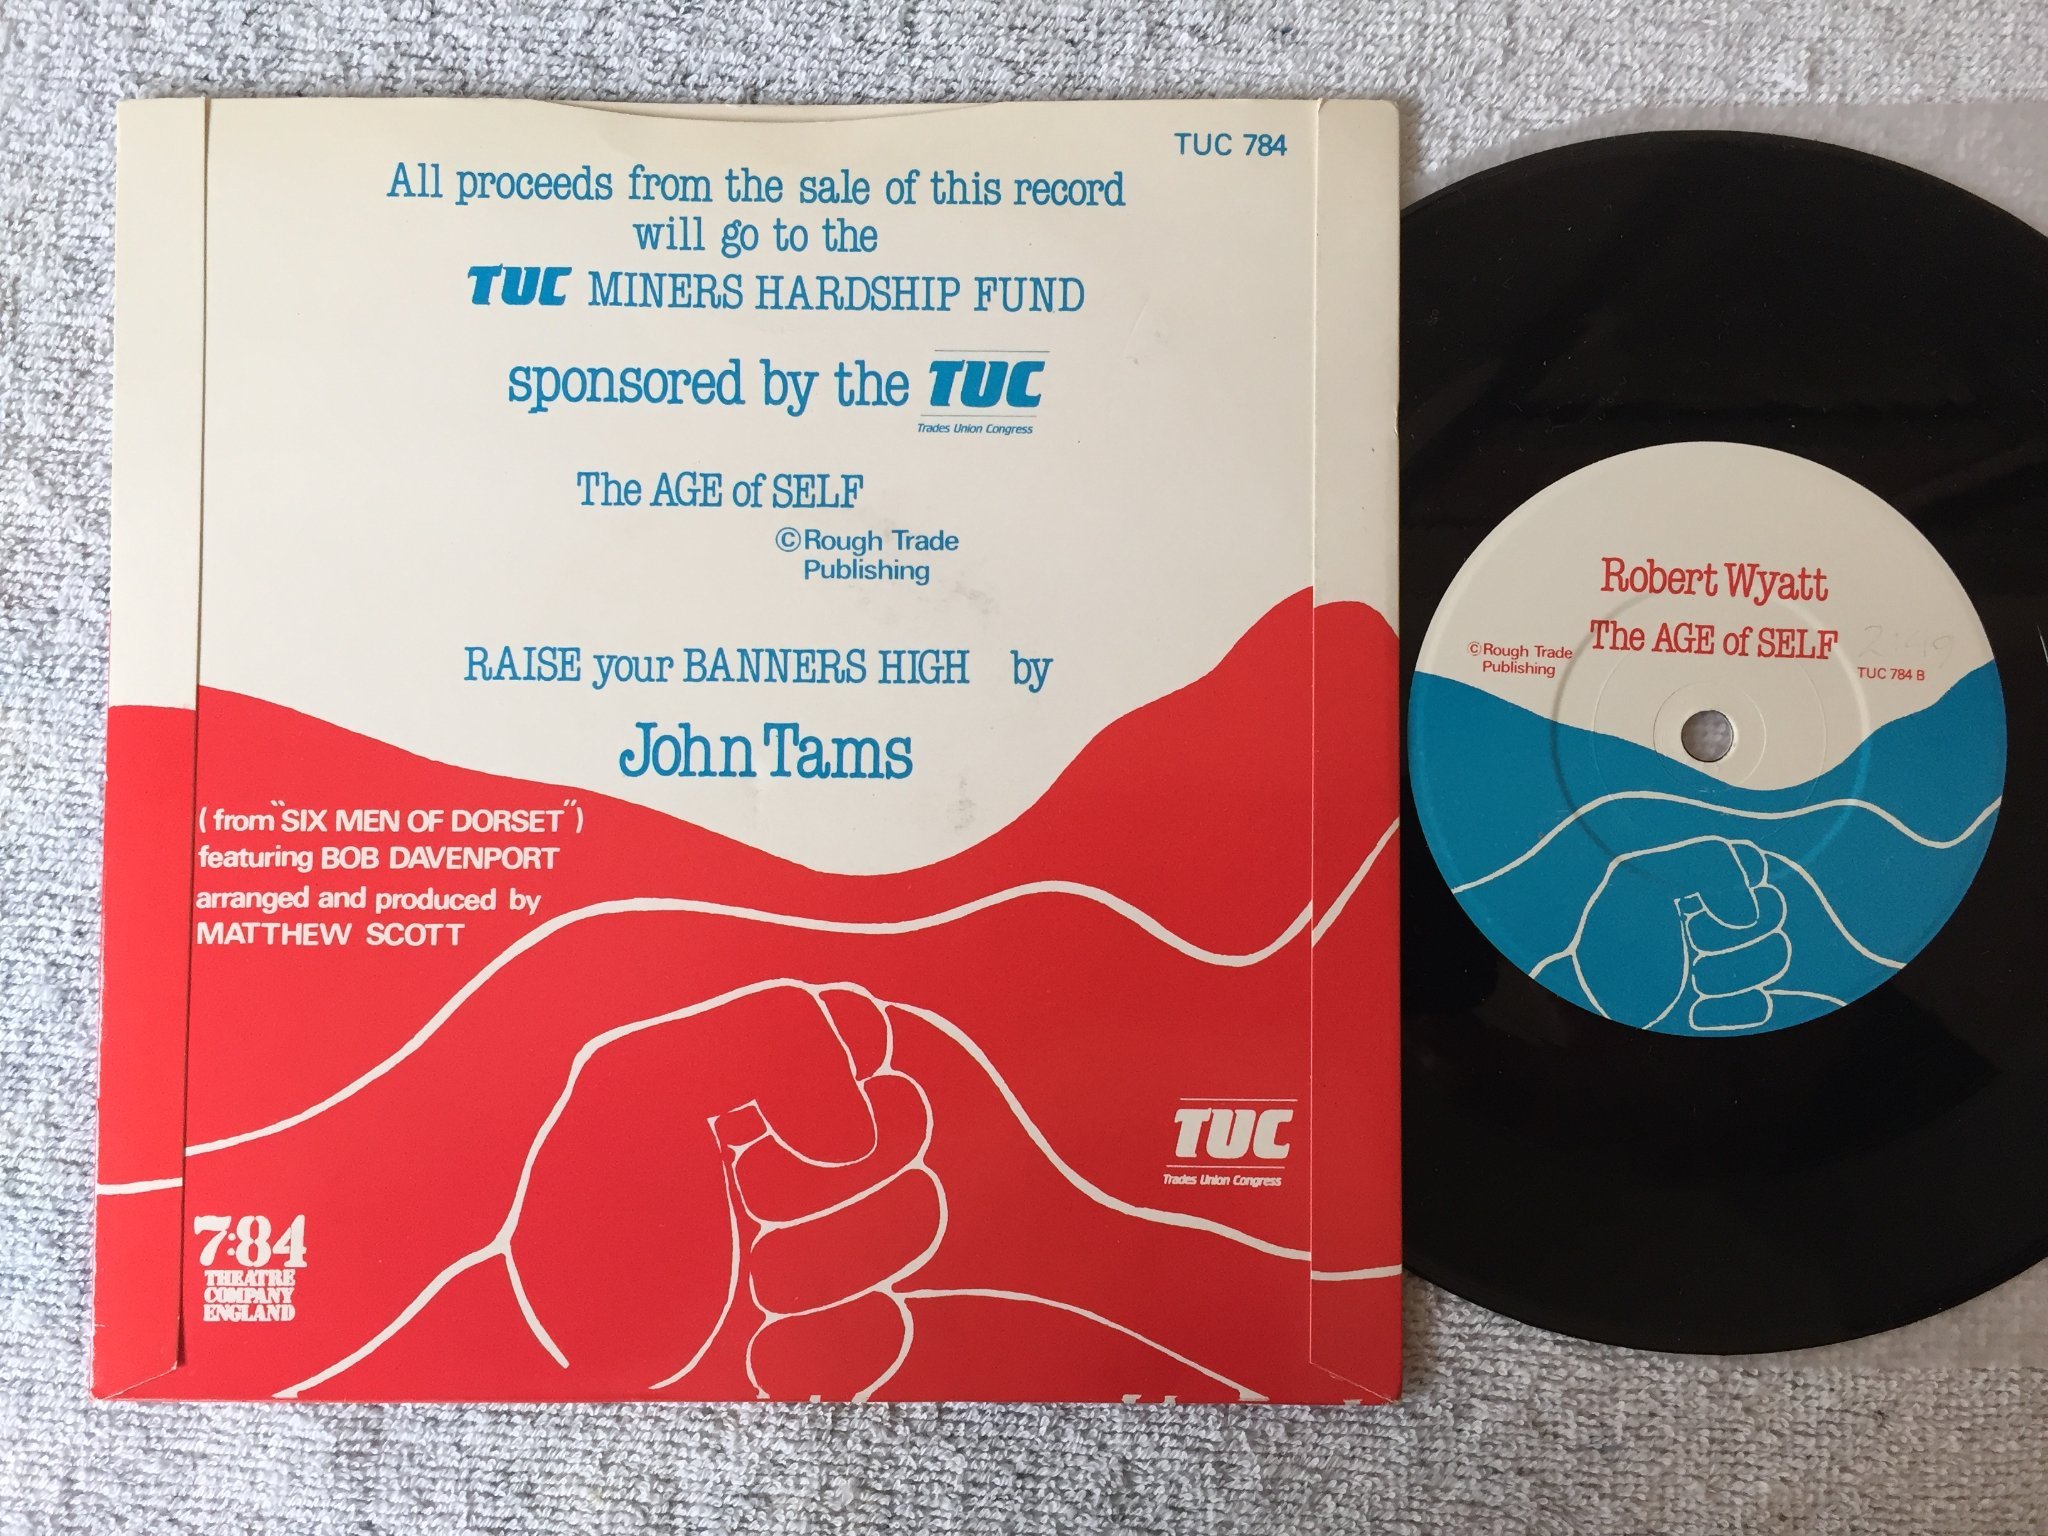 TUC 784
All proceeds from the sale of this record
will go to the
TUC MINERS HARDSHIP FUND
sponsored by the TUC
Trades Union Congress
The AGE of SELF
©Rough Trade
Publishing
RAISE your BANNERS HIGH by
John Tams
( from "SIX MEN OF DORSET" )
featuring BOB DAVENPORT
arranged and produced by
MATTHEW SCOTT
TUC
Trades Union Congress
7:84
THEATRE
COMPANY
ENGLAND
Robert Wyatt
The AGE of SELF
©Rough Trade
Publishing
TUC 784 B